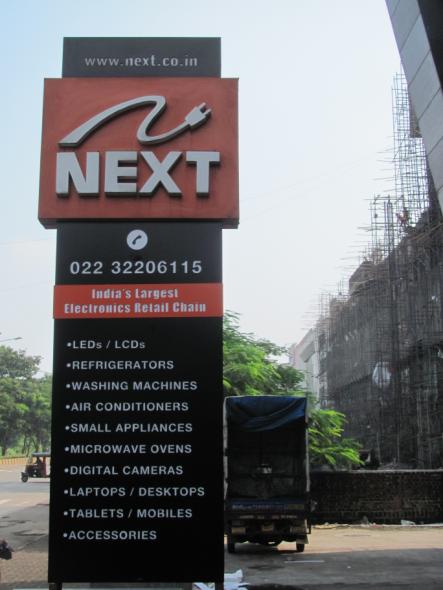 www.next.co.in
NEXT
022 32206115
India's Largest
Electronics Retail Chain
•LEDs / LCDs
•REFRIGERATORS
•WASHING MACHINES
•AIR CONDITIONERS
•SMALL APPLIANCES
•MICROWAVE OVENS
•DIGITAL CAMERAS
•LAPTOPS / DESKTOPS
•TABLETS / MOBILES
•ACCESSORIES